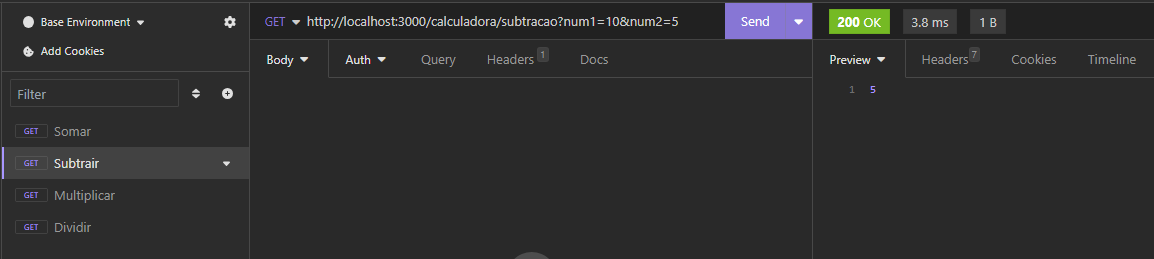 Base Environment
Add Cookies
Filter
GET Somar
GET Subtrair
GET Multiplicar
GET Dividir
GET http://localhost:3000/calculadora/subtracao?num1=10&num2=5 Send
Body Auth Query Headers 1 Docs
200 OK 3.8 ms 1 B
Preview Headers 7 Cookies Timeline
1 5